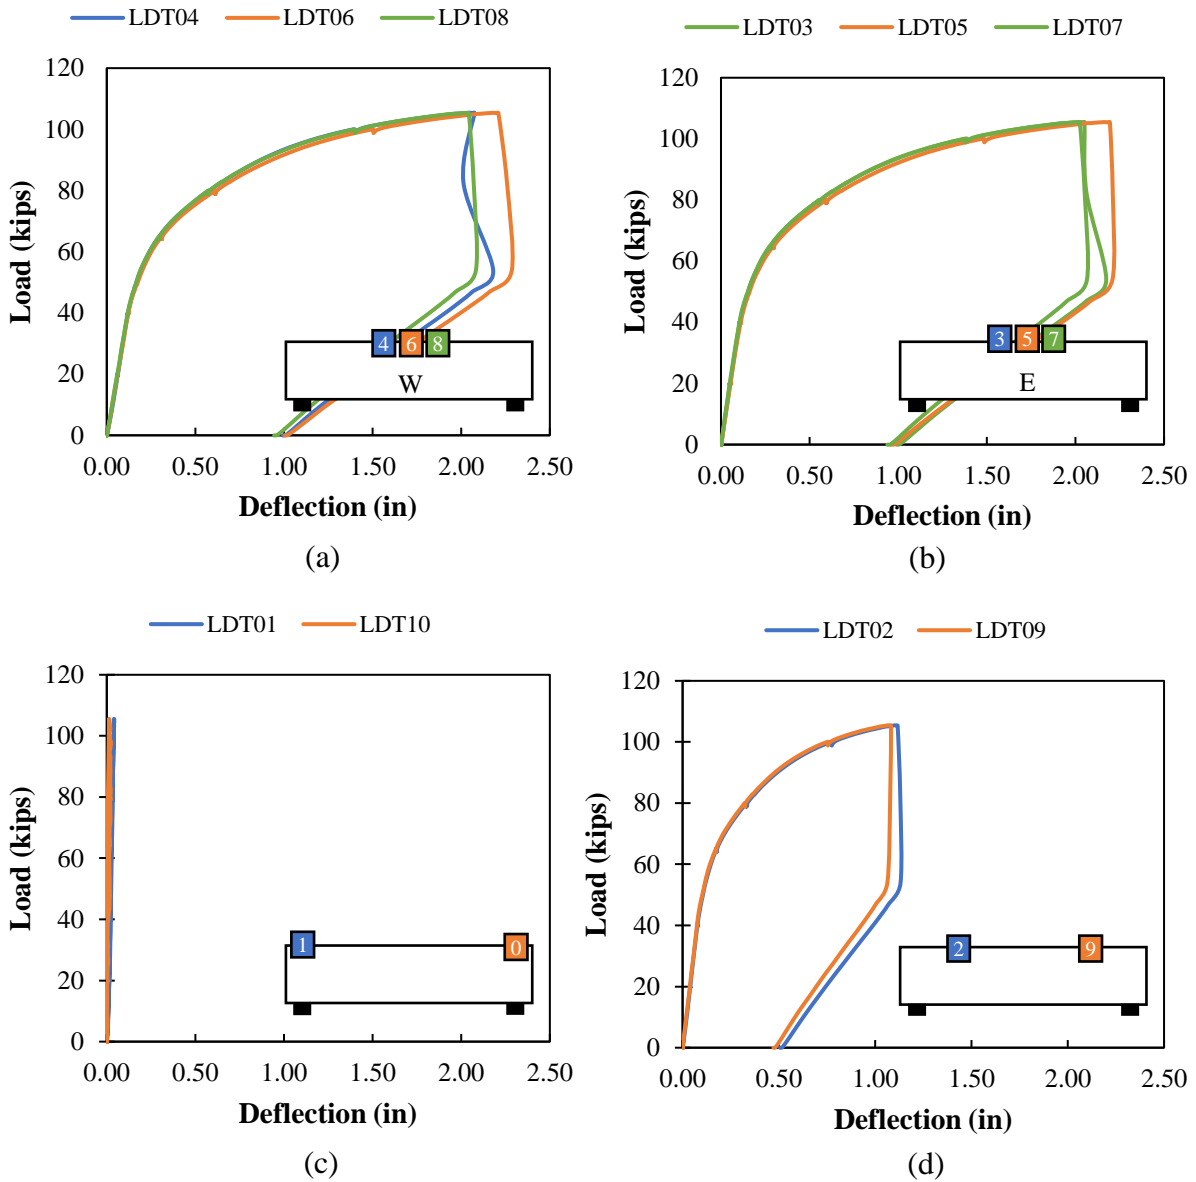 LDT04 LDT06 LDT08
120
100
80
60
40
20
0
Load (kips)
4 6 8
W
0.00 0.50 1.00 1.50 2.00 2.50
Deflection (in)
(a)
LDT03 LDT05 LDT07
120
100
80
60
40
20
0
Load (kips)
3 5 7
E
0.00 0.50 1.00 1.50 2.00 2.50
Deflection (in)
(b)
LDT01 LDT10
120
100
80
60
40
20
0
Load (kips)
1 0
0.00 0.50 1.00 1.50 2.00 2.50
Deflection (in)
(c)
LDT02 LDT09
120
100
80
60
40
20
0
Load (kips)
2 9
0.00 0.50 1.00 1.50 2.00 2.50
Deflection (in)
(d)